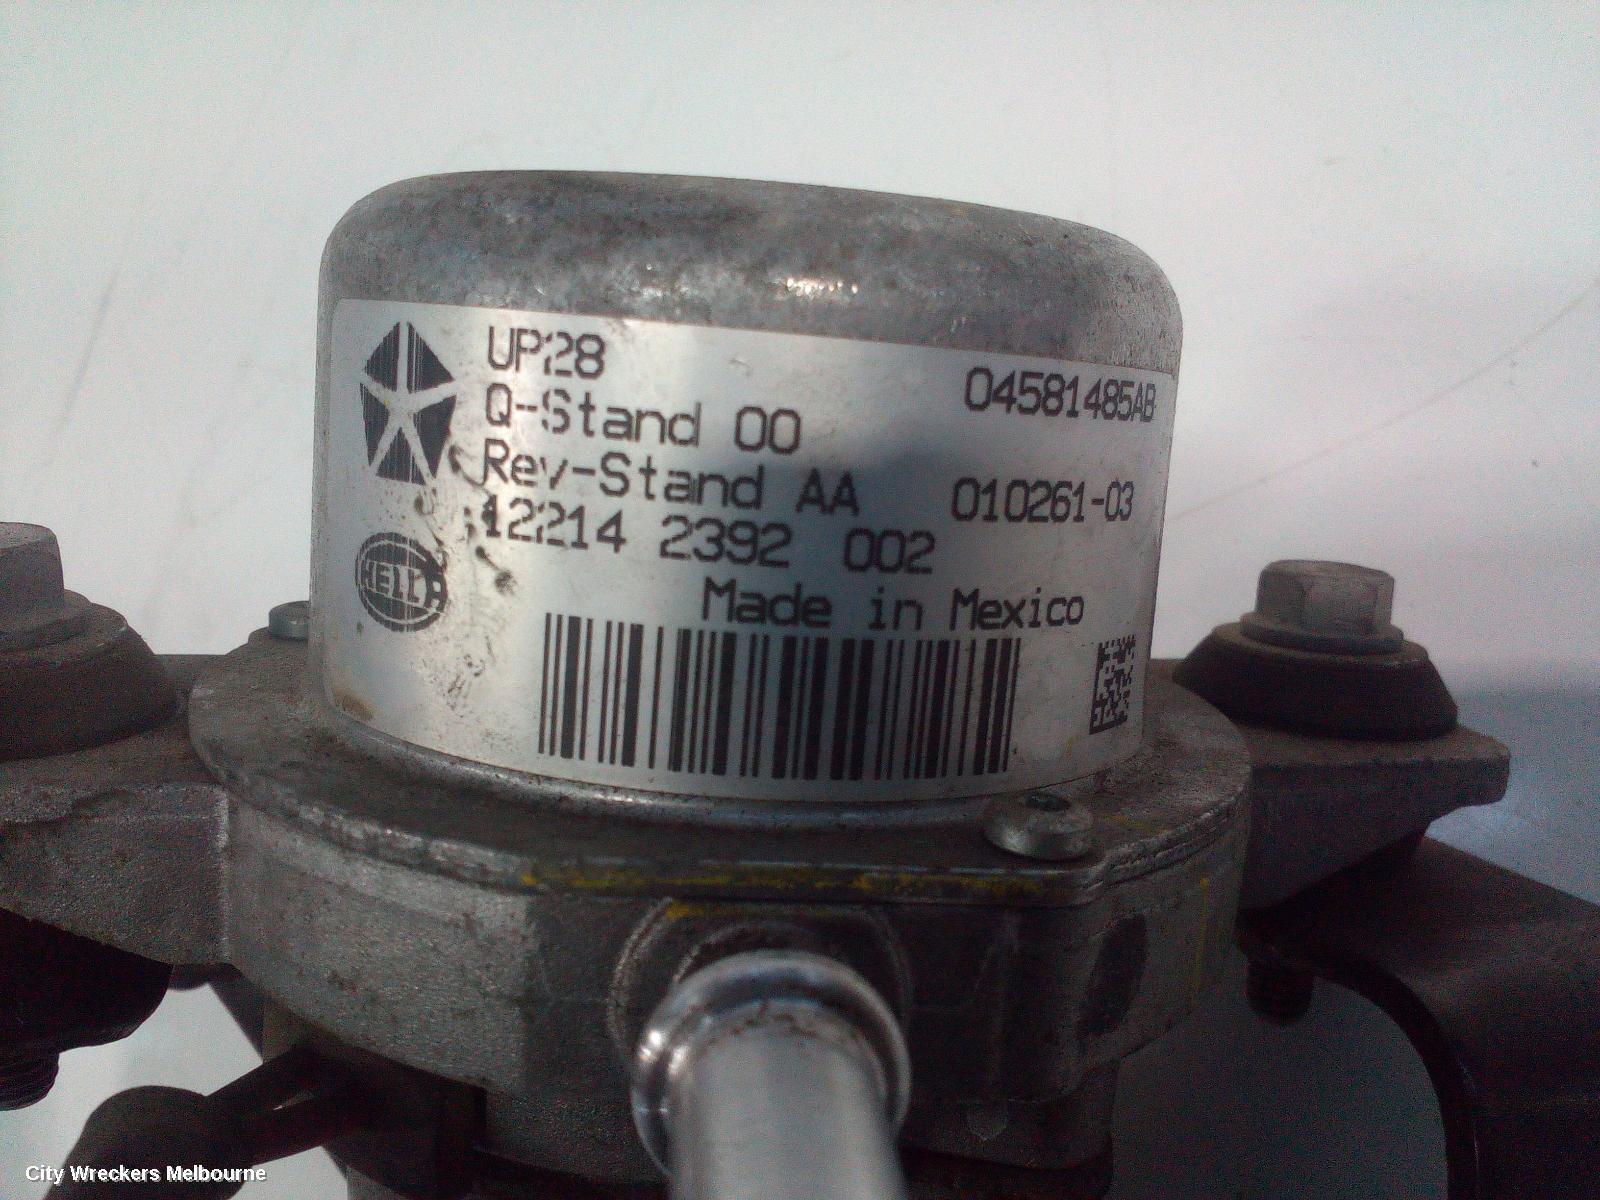 UP28
04581485AB
Q-Stand 00
Rev-Stand AA
010261-03
12214 2392 002
Made in Mexico
HELLA
City Wreckers Melbourne